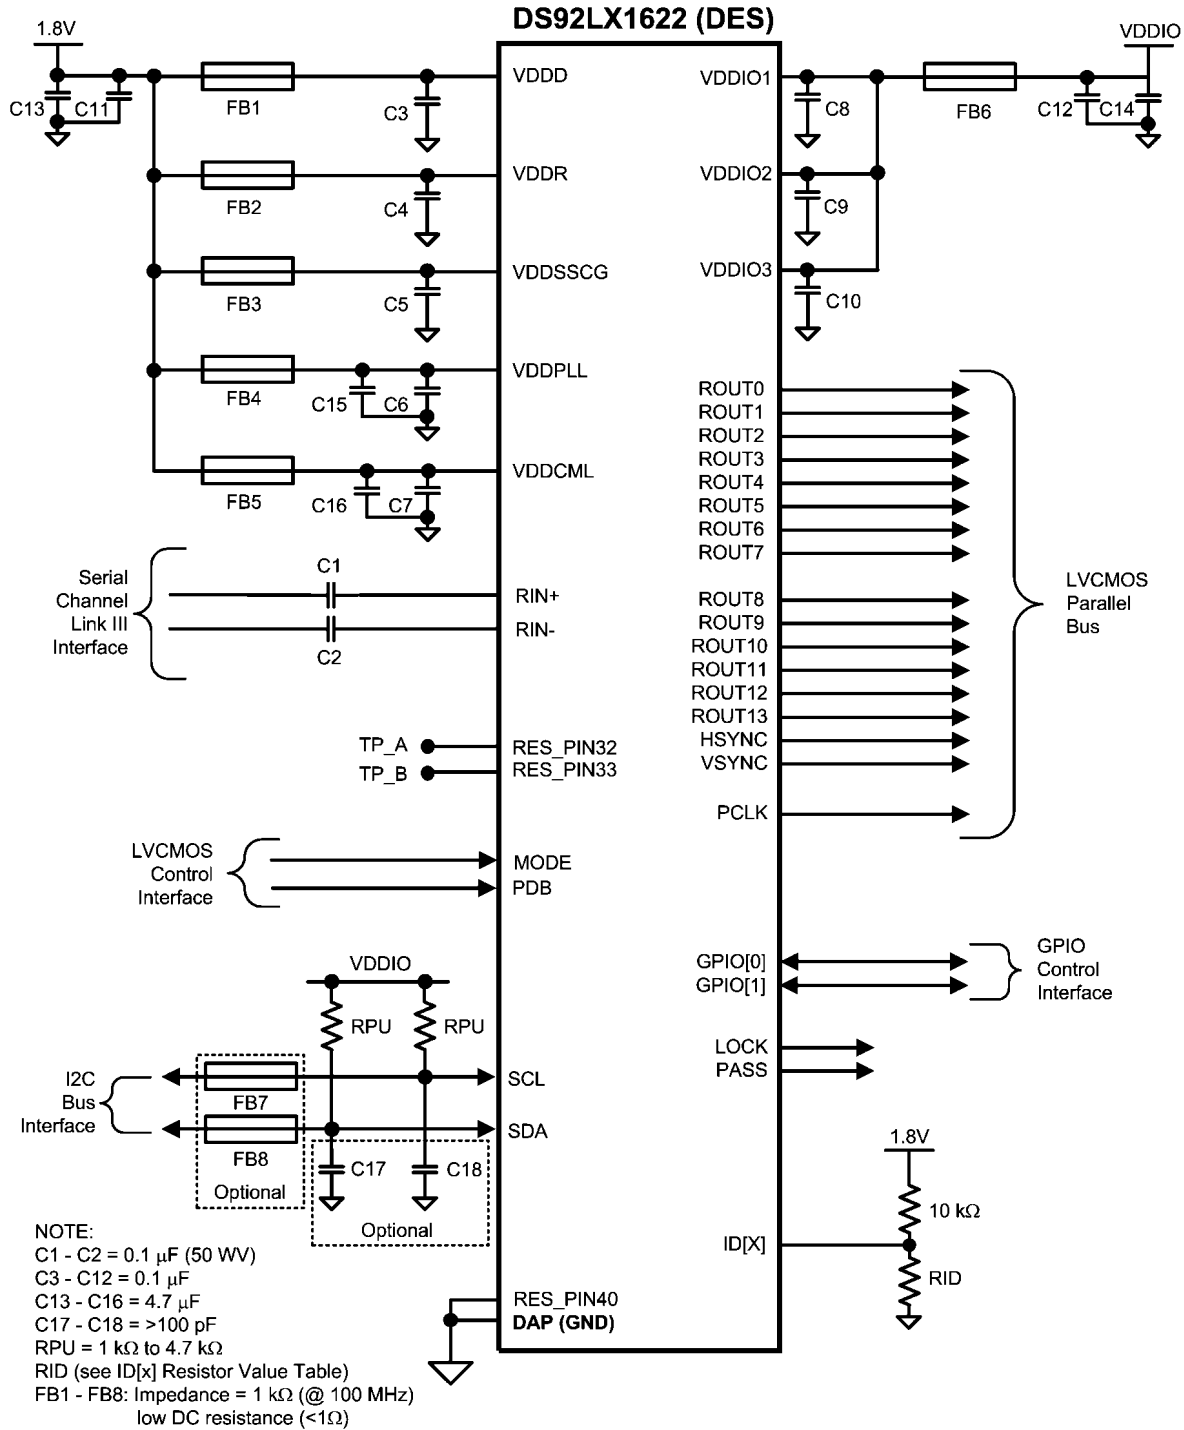 DS92LX1622 (DES)
1.8V
VDDIO
C13
C11
FB1
C3
VDDD
VDDIO1
C8
FB6
C12
C14
FB2
C4
VDDR
VDDIO2
C9
FB3
C5
VDDSSCG
VDDIO3
C10
FB4
C15
C6
VDDPLL
FB5
C16
C7
VDDCML
ROUT0
ROUT1
ROUT2
ROUT3
ROUT4
ROUT5
ROUT6
ROUT7
ROUT8
ROUT9
ROUT10
ROUT11
ROUT12
ROUT13
HSYNC
VSYNC
PCLK
LVCMOS
Parallel
Bus
Serial
Channel
Link III
Interface
C1
C2
RIN+
RIN-
TP_A
TP_B
RES_PIN32
RES_PIN33
LVCMOS
Control
Interface
MODE
PDB
GPIO[0]
GPIO[1]
GPIO
Control
Interface
VDDIO
RPU
RPU
LOCK
PASS
I2C
Bus
Interface
FB7
FB8
Optional
SCL
SDA
C17
C18
Optional
1.8V
10 kΩ
ID[X]
RID
NOTE:
C1 - C2 = 0.1 μF (50 WV)
C3 - C12 = 0.1 μF
C13 - C16 = 4.7 μF
C17 - C18 = >100 pF
RPU = 1 kΩ to 4.7 kΩ
RID (see ID[x] Resistor Value Table)
FB1 - FB8: Impedance = 1 kΩ (@ 100 MHz)
low DC resistance (<1Ω)
RES_PIN40
DAP (GND)